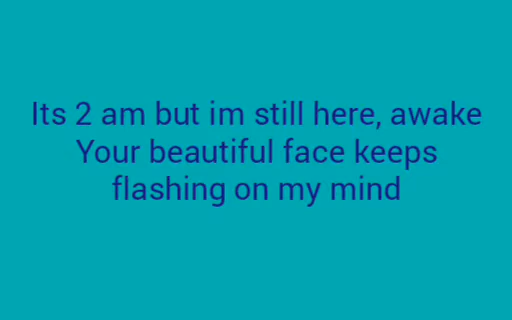 Its 2 am but im still here, awake
Your beautiful face keeps
flashing on my mind